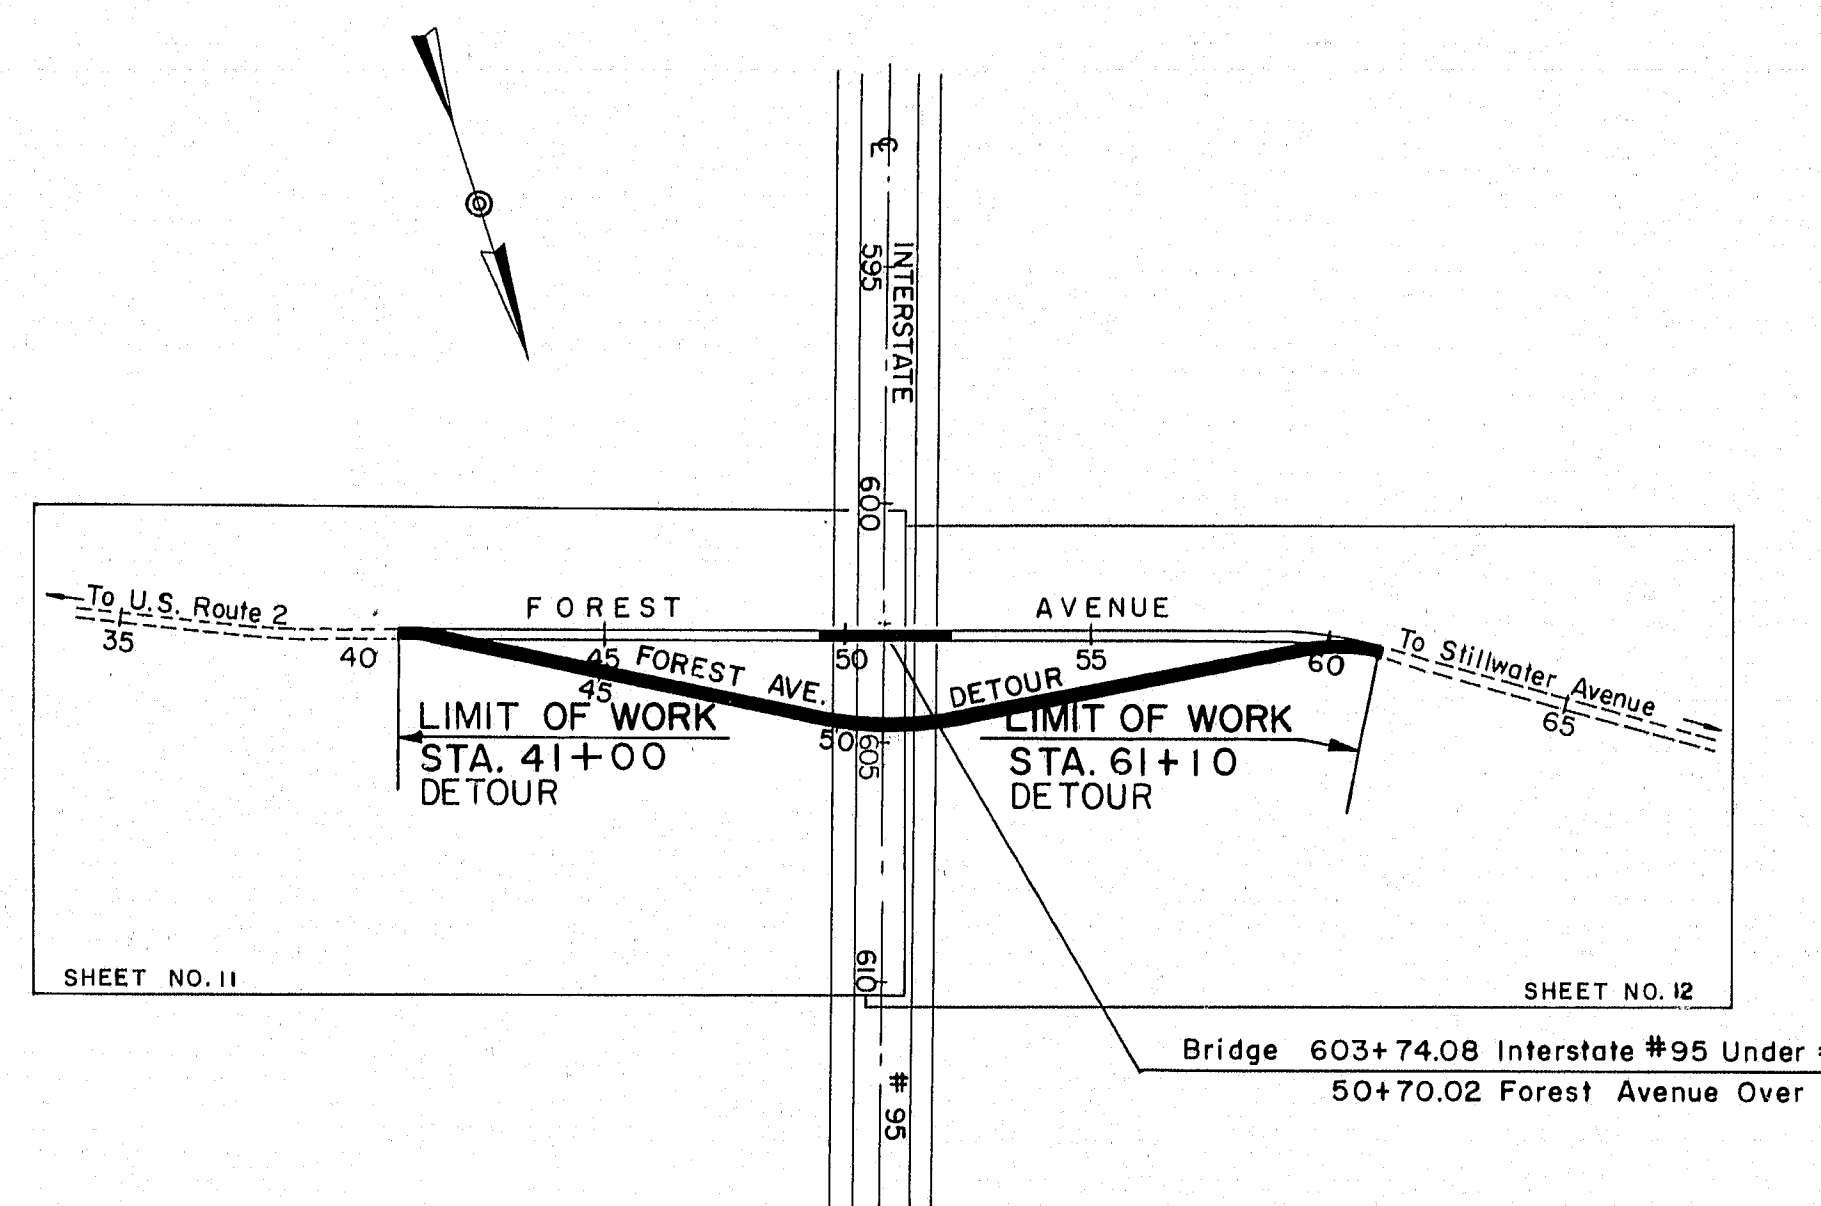 ℄
595
INTERSTATE
600
To U.S. Route 2
35
40
FOREST AVENUE
45
50
55
60
To Stillwater Avenue
65
FOREST AVE. DETOUR
45
50
605
LIMIT OF WORK
STA. 41+00
DETOUR
LIMIT OF WORK
STA. 61+10
DETOUR
610
SHEET NO. 11
SHEET NO. 12
# 95
Bridge 603+74.08 Interstate #95 Under
50+70.02 Forest Avenue Over